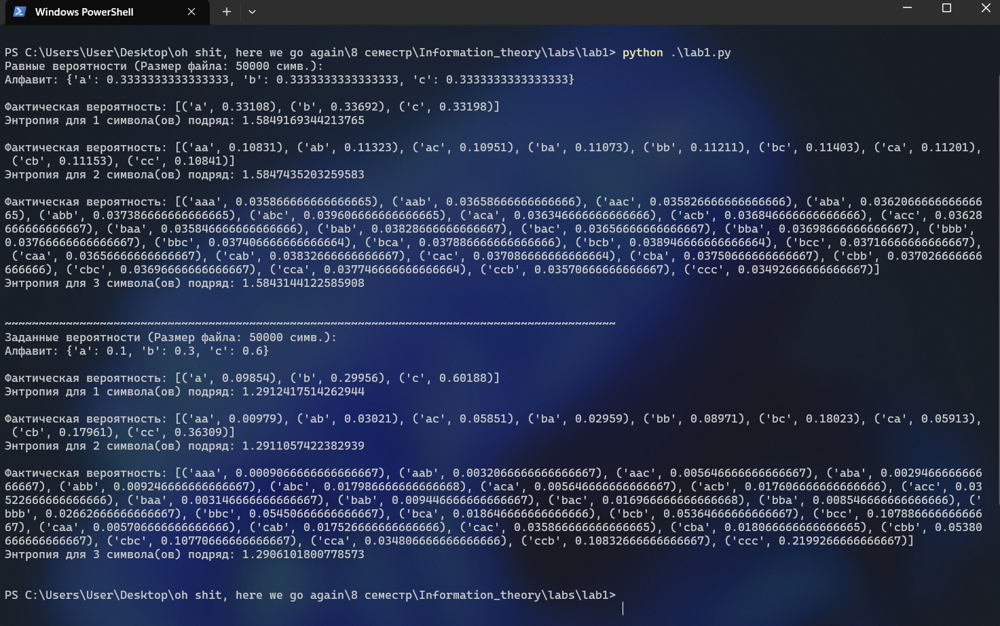 Windows PowerShell
PS C:\Users\User\Desktop\oh shit, here we go again\8 семестр\Information_theory\labs\lab1> python .\lab1.py
Равные вероятности (Размер файла: 50000 симв.):
Алфавит: {'a': 0.3333333333333333, 'b': 0.3333333333333333, 'c': 0.3333333333333333}
Фактическая вероятность: [('a', 0.33108), ('b', 0.33692), ('c', 0.33198)]
Энтропия для 1 символа(ов) подряд: 1.5849169344213765
Фактическая вероятность: [('aa', 0.10831), ('ab', 0.11323), ('ac', 0.10951), ('ba', 0.11073), ('bb', 0.11211), ('bc', 0.11403), ('ca', 0.11201),
('cb', 0.11153), ('cc', 0.10841)]
Энтропия для 2 символа(ов) подряд: 1.5847435203259583
Фактическая вероятность: [('aaa', 0.035866666666666665), ('aab', 0.03658666666666666), ('aac', 0.035826666666666666), ('aba', 0.0362066666666666
65), ('abb', 0.037386666666666665), ('abc', 0.039606666666666665), ('aca', 0.036346666666666666), ('acb', 0.036846666666666666), ('acc', 0.03628
666666666667), ('baa', 0.035846666666666666), ('bab', 0.03828666666666667), ('bac', 0.03656666666666667), ('bba', 0.03698666666666667), ('bbb',
0.03766666666666667), ('bbc', 0.037406666666666664), ('bca', 0.037886666666666666), ('bcb', 0.038946666666666664), ('bcc', 0.03716666666666667),
('caa', 0.03656666666666667), ('cab', 0.03832666666666667), ('cac', 0.037086666666666664), ('cba', 0.03750666666666667), ('cbb', 0.037026666666
666666), ('cbc', 0.03696666666666667), ('cca', 0.037746666666666664), ('ccb', 0.03570666666666667), ('ccc', 0.03492666666666667)]
Энтропия для 3 символа(ов) подряд: 1.5843144122585908
~~~~~~~~~~~~~~~~~~~~~~~~~~~~~~~~~~~~~~~~~~~~~~~~~~~~~~~~~~~~~~~~~~~~~~~~~~~~~~~~~~~~~~~~~~
Заданные вероятности (Размер файла: 50000 симв.):
Алфавит: {'a': 0.1, 'b': 0.3, 'c': 0.6}
Фактическая вероятность: [('a', 0.09854), ('b', 0.29956), ('c', 0.60188)]
Энтропия для 1 символа(ов) подряд: 1.2912417514262944
Фактическая вероятность: [('aa', 0.00979), ('ab', 0.03021), ('ac', 0.05851), ('ba', 0.02959), ('bb', 0.08971), ('bc', 0.18023), ('ca', 0.05913),
('cb', 0.17961), ('cc', 0.36309)]
Энтропия для 2 символа(ов) подряд: 1.2911057422382939
Фактическая вероятность: [('aaa', 0.0009066666666666667), ('aab', 0.0032066666666666667), ('aac', 0.005646666666666667), ('aba', 0.0029466666666
66667), ('abb', 0.009246666666666667), ('abc', 0.017986666666666668), ('aca', 0.005646666666666667), ('acb', 0.017606666666666666), ('acc', 0.03
522666666666666), ('baa', 0.003146666666666667), ('bab', 0.009446666666666667), ('bac', 0.016966666666666668), ('bba', 0.008546666666666666), ('
bbb', 0.026626666666666667), ('bbc', 0.05450666666666667), ('bca', 0.018646666666666666), ('bcb', 0.05364666666666667), ('bcc', 0.10788666666666
67), ('caa', 0.005706666666666666), ('cab', 0.017526666666666666), ('cac', 0.035866666666666665), ('cba', 0.018066666666666665), ('cbb', 0.05380
666666666667), ('cbc', 0.10770666666666667), ('cca', 0.034806666666666666), ('ccb', 0.10832666666666667), ('ccc', 0.2199266666666667)]
Энтропия для 3 символа(ов) подряд: 1.2906101800778573
PS C:\Users\User\Desktop\oh shit, here we go again\8 семестр\Information_theory\labs\lab1>